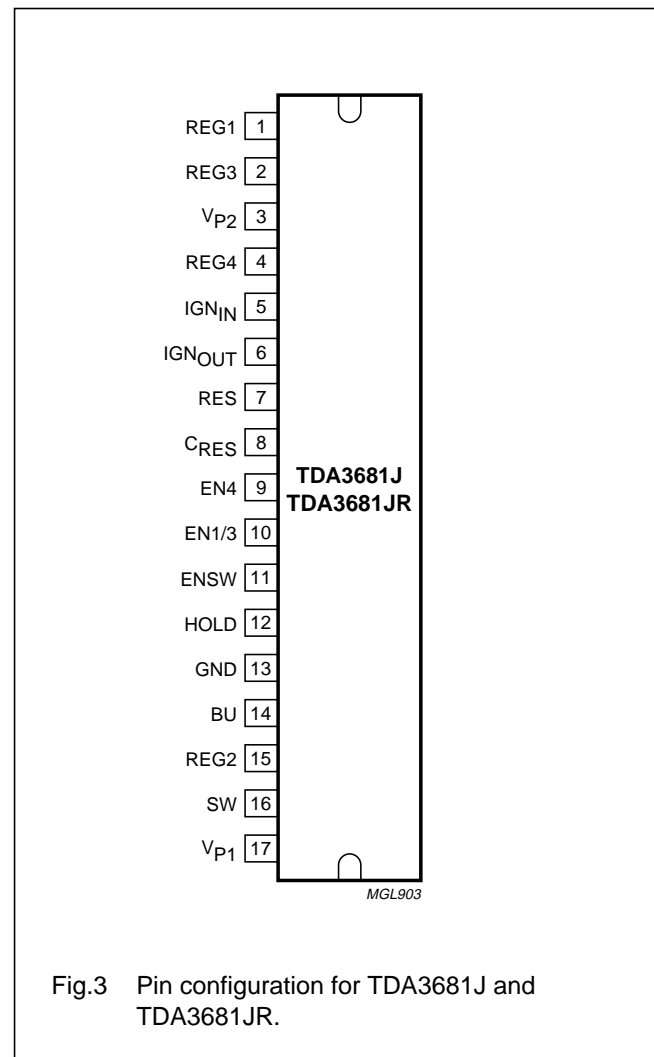 REG1 1
REG3 2
VP2 3
REG4 4
IGNIN 5
IGNOUT 6
RES 7
CRES 8
EN4 9
EN1/3 10
ENSW 11
HOLD 12
GND 13
BU 14
REG2 15
SW 16
VP1 17
TDA3681J
TDA3681JR
MGL903
Fig.3 Pin configuration for TDA3681J and
TDA3681JR.